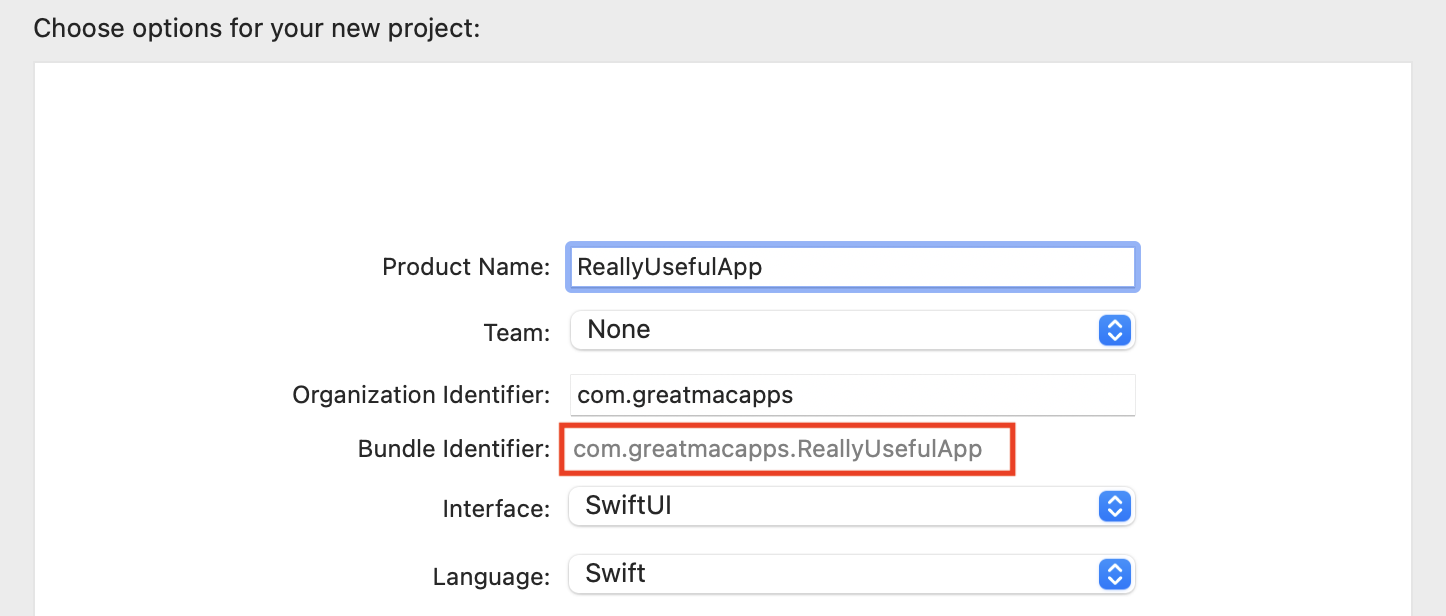 Choose options for your new project:
Product Name: ReallyUsefulApp
Team: None
Organization Identifier: com.greatmacapps
Bundle Identifier: com.greatmacapps.ReallyUsefulApp
Interface: SwiftUI
Language: Swift